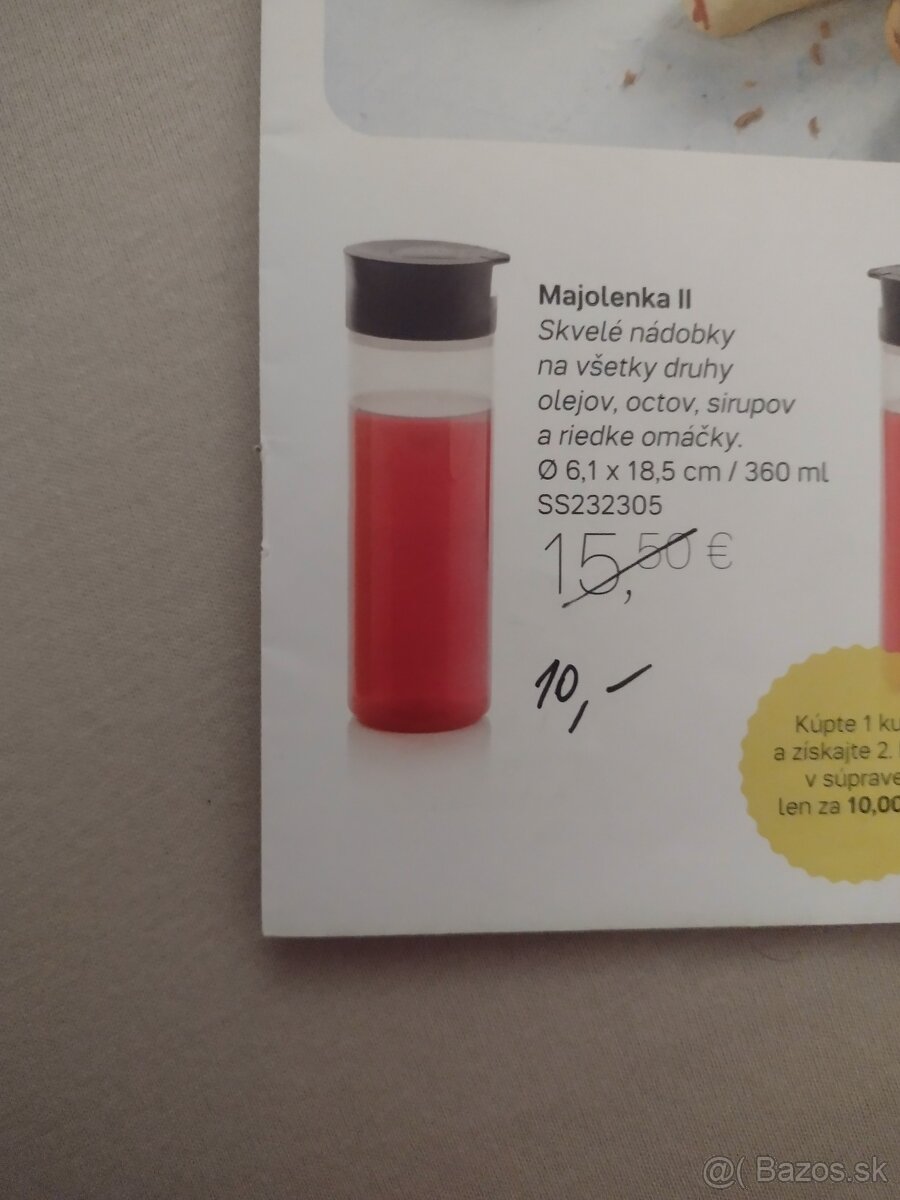 Majolenka II
Skvelé nádobky
na všetky druhy
olejov, octov, sirupov
a riedke omáčky.
Ø 6,1 x 18,5 cm / 360 ml
SS232305
15,50 €
10,-
Kúpte 1 ku
a získajte 2.
v súprave
len za 10,00
@( Bazos.sk